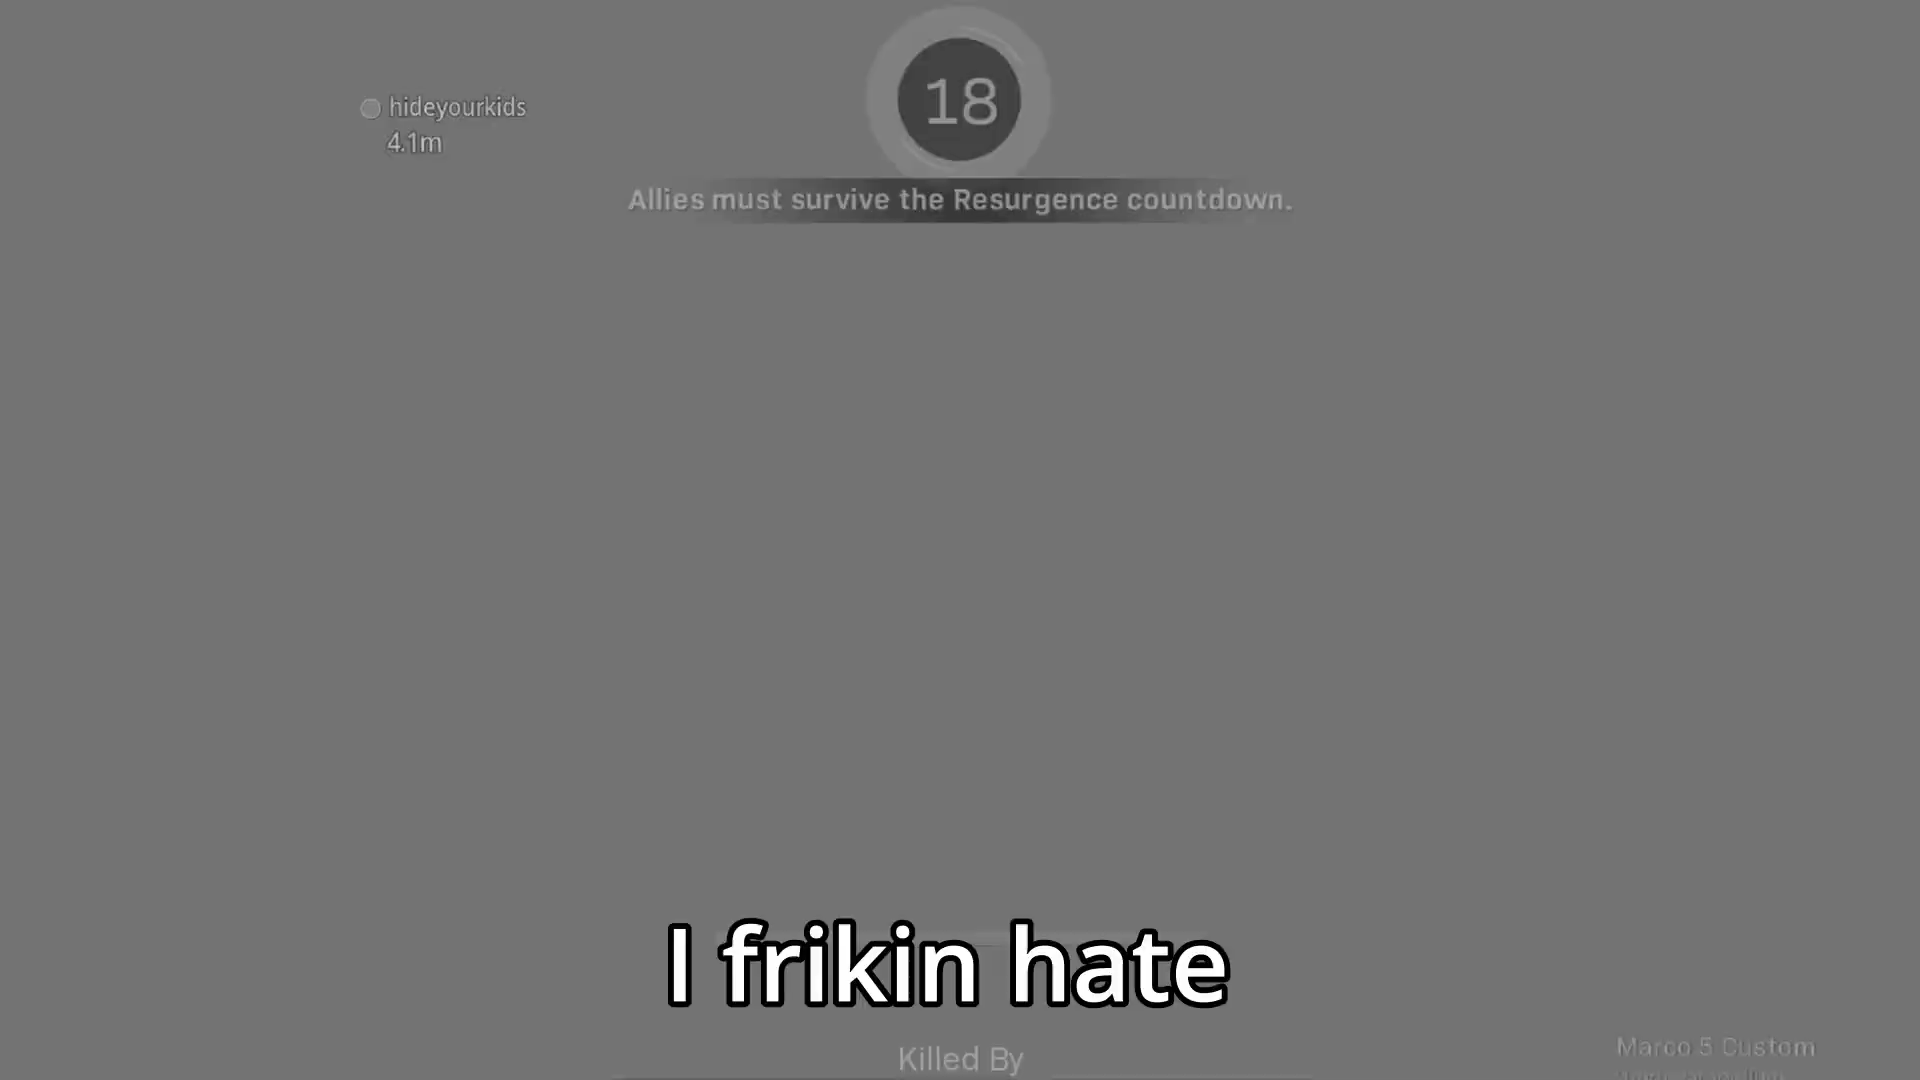 18
hideyourkids
4.1m
Allies must survive the Resurgence countdown.
I frikin hate
Killed By
Marco 5 Custom